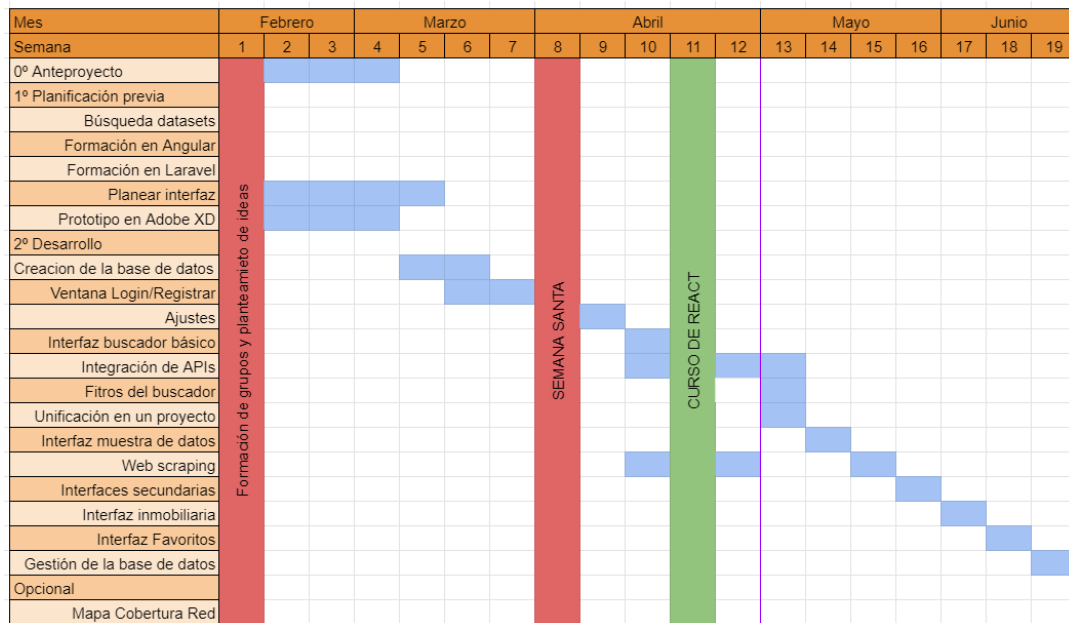 Mes Febrero Marzo Abril Mayo Junio
Semana 1 2 3 4 5 6 7 8 9 10 11 12 13 14 15 16 17 18 19
0º Anteproyecto
1º Planificación previa
Búsqueda datasets
Formación en Angular
Formación en Laravel
Planear interfaz
Prototipo en Adobe XD
2º Desarrollo
Creacion de la base de datos
Ventana Login/Registrar
Ajustes
Interfaz buscador básico
Integración de APIs
Fitros del buscador
Unificación en un proyecto
Interfaz muestra de datos
Web scraping
Interfaces secundarias
Interfaz inmobiliaria
Interfaz Favoritos
Gestión de la base de datos
Opcional
Mapa Cobertura Red
Formación de grupos y planteamieto de ideas
SEMANA SANTA
CURSO DE REACT